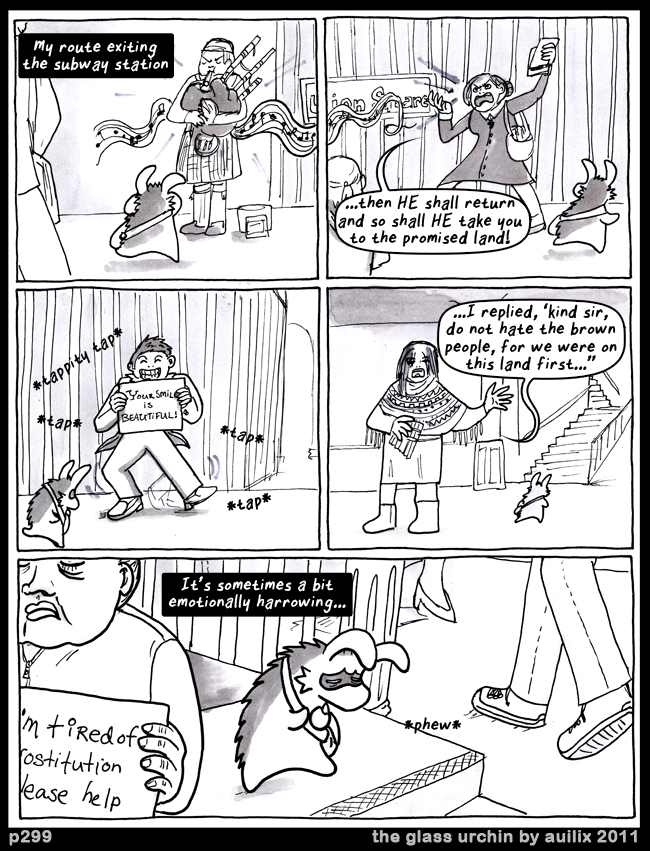 My route exiting
the subway station
...then HE shall return
and so shall HE take you
to the promised land!
*tappity tap*
*tap*
YOUR SMILE
is
BEAUTIFUL!
*tap*
*tap*
...I replied, 'kind sir,
do not hate the brown
people, for we were on
this land first..."
It's sometimes a bit
emotionally harrowing...
'm tired of
rostitution
lease help
*phew*
p299
the glass urchin by auilix 2011